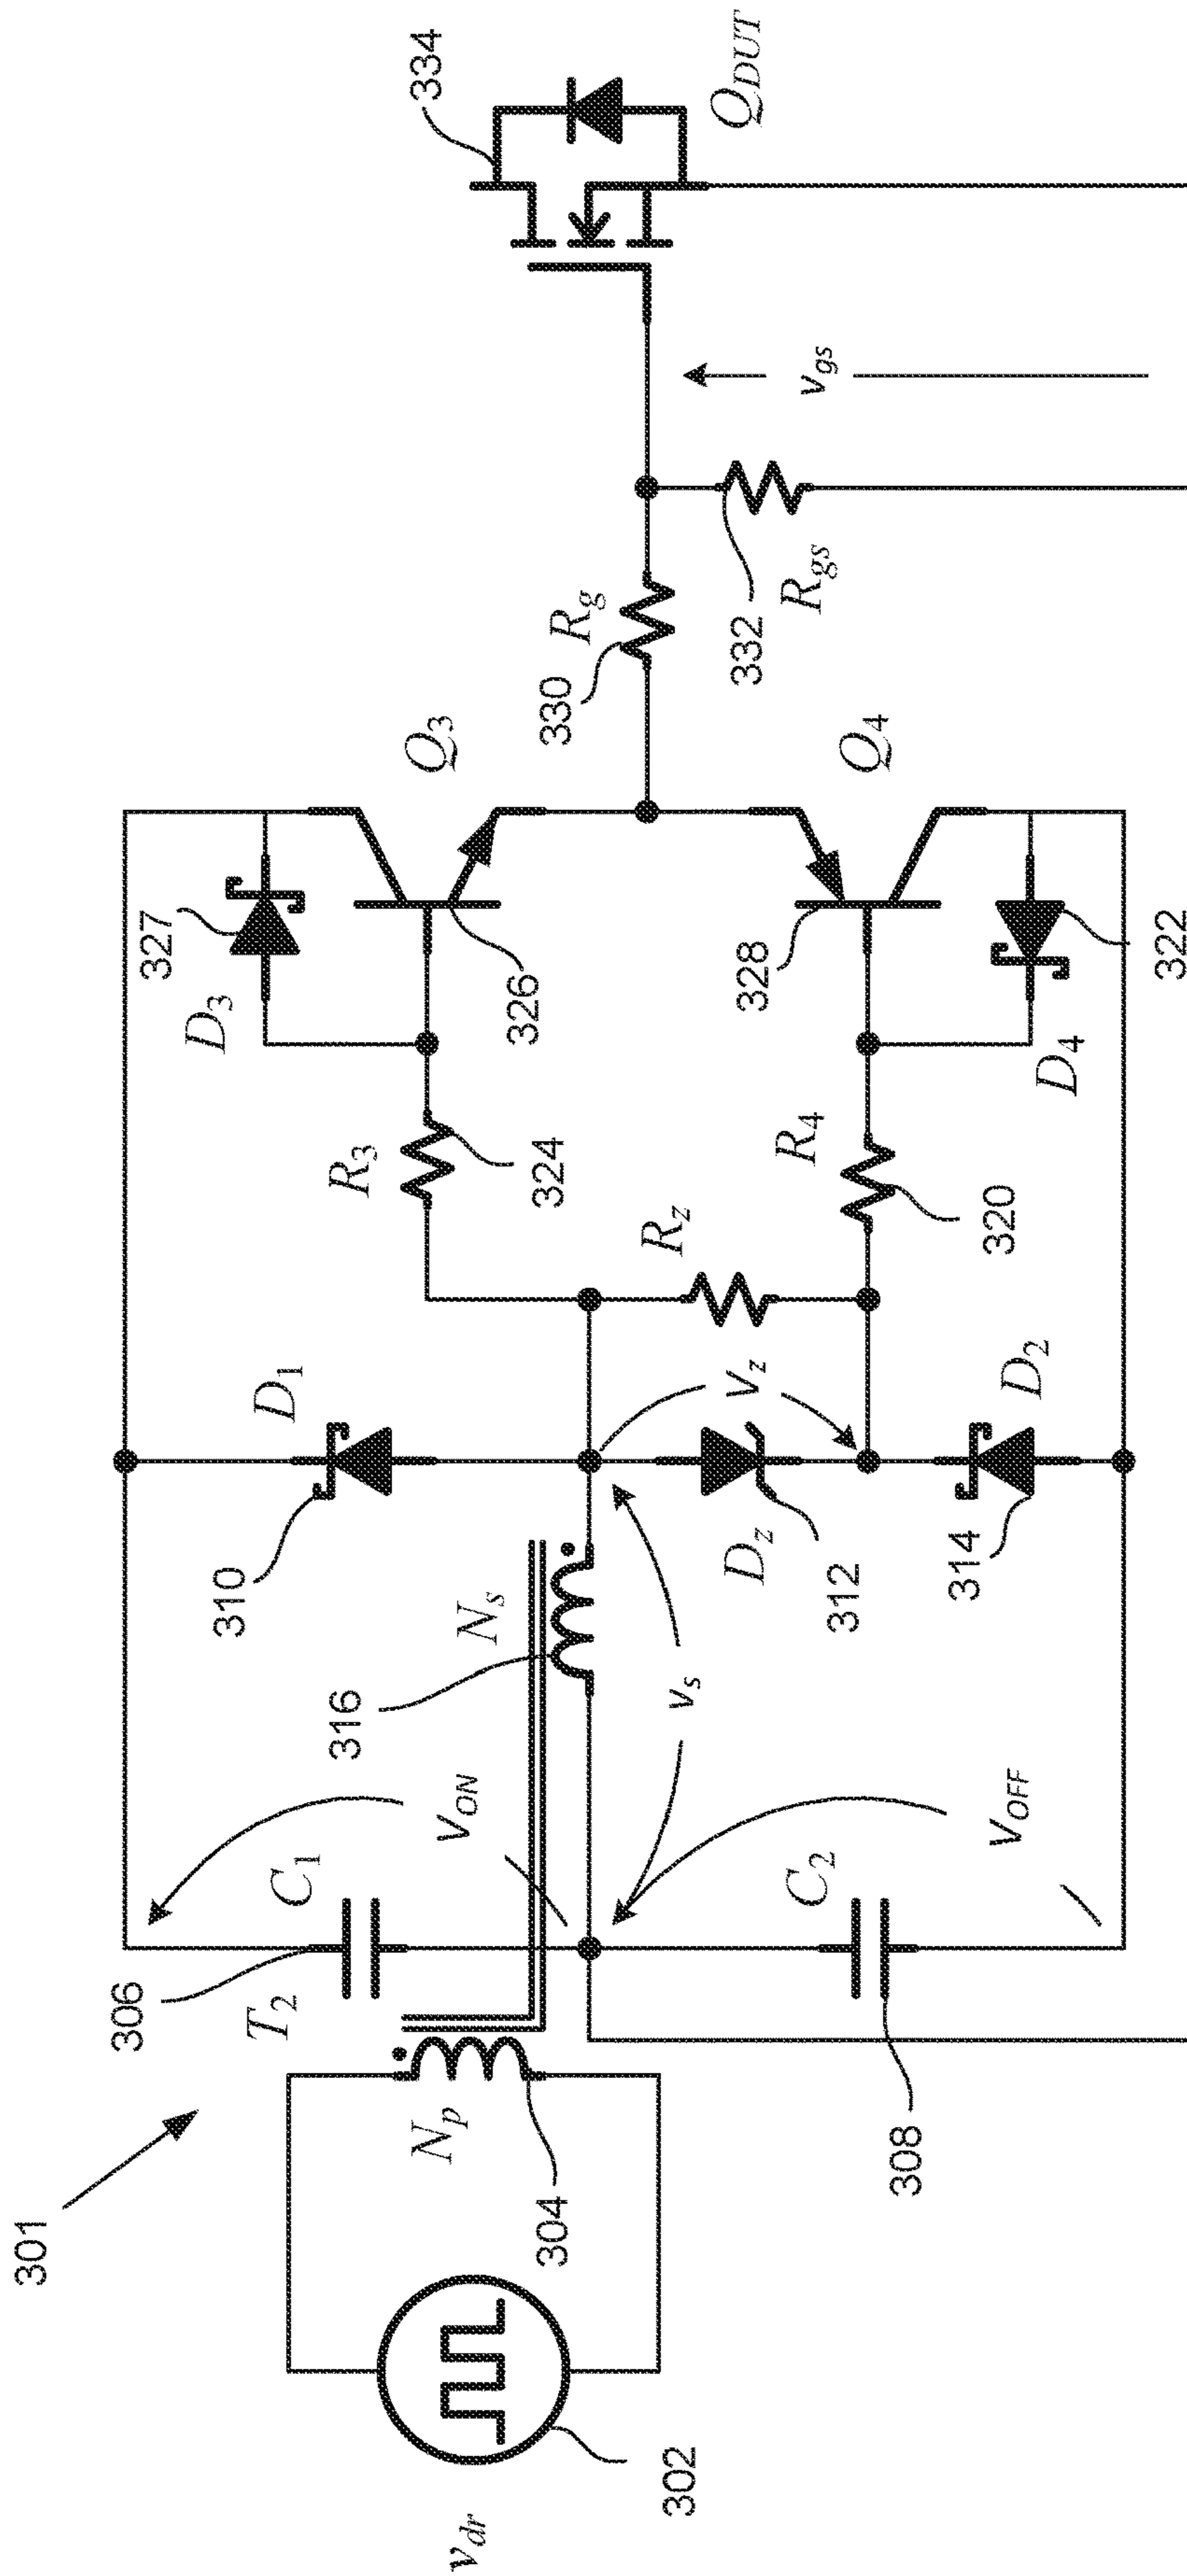 301
v_dr
302
304
N_p
T_2
306
C_1
308
C_2
V_ON
V_OFF
v_s
316
N_s
310
D_1
D_z
312
314
D_2
V_z
R_z
R_3
324
R_4
320
D_3
327
326
Q_3
328
Q_4
D_4
322
330
R_g
332
R_gs
v_gs
334
Q_DUT